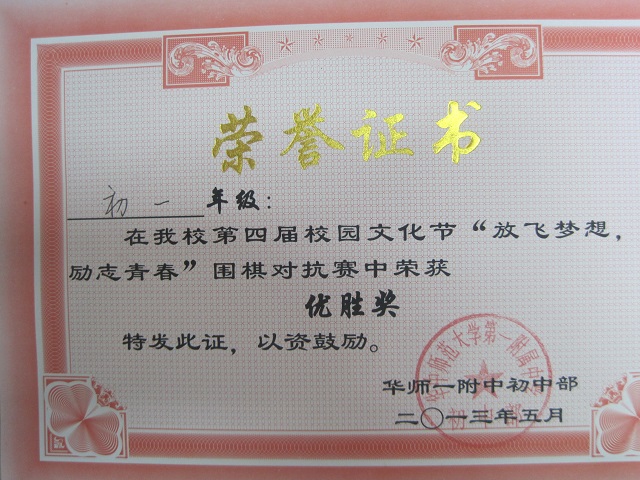 荣誉证书
初一 年级：
在我校第四届校园文化节“放飞梦想，
励志青春”围棋对抗赛中荣获
优胜奖
特发此证，以资鼓励。
华师一附中初中部
二〇一三年五月